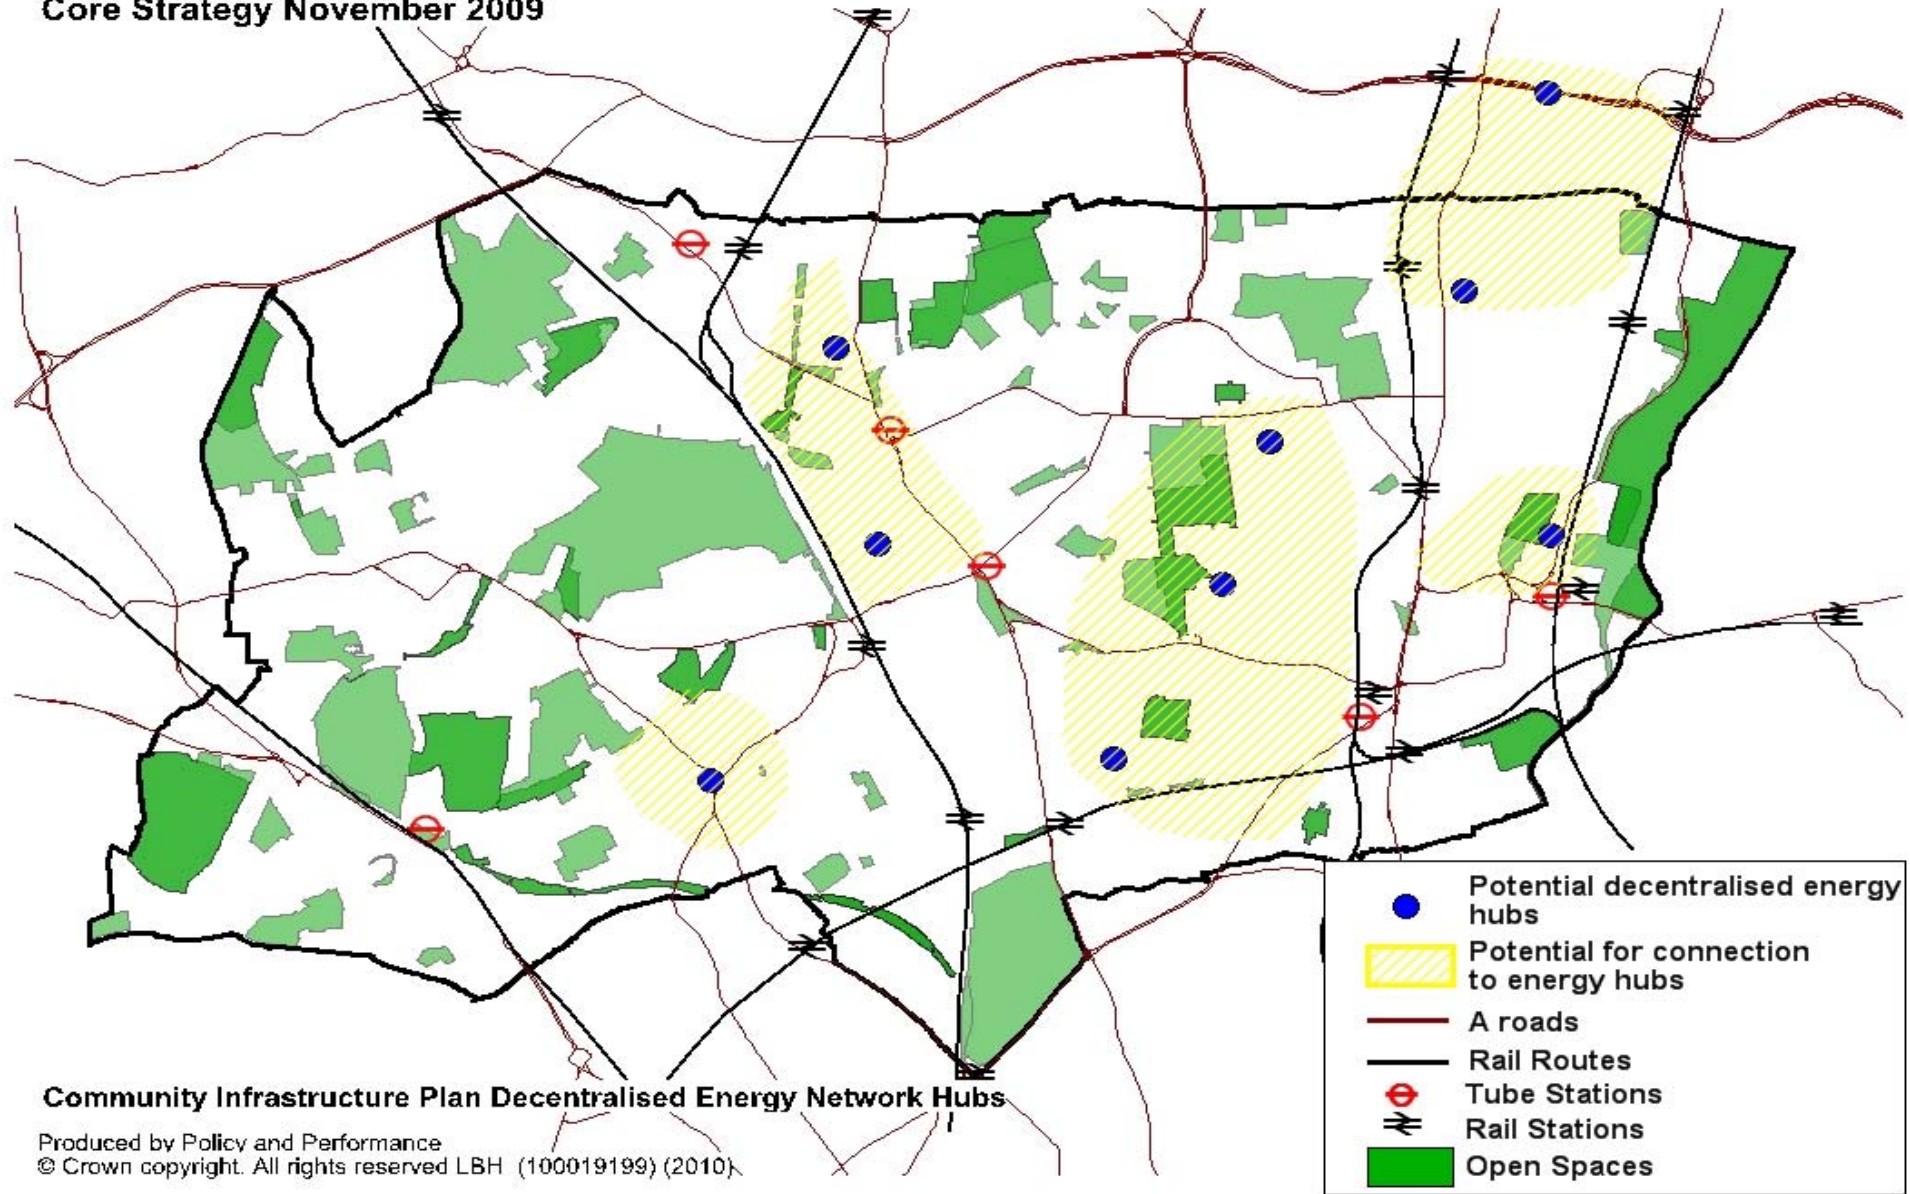 Core Strategy November 2009
Potential decentralised energy
hubs
Potential for connection
to energy hubs
A roads
Rail Routes
Tube Stations
Rail Stations
Open Spaces
Community Infrastructure Plan Decentralised Energy Network Hubs
Produced by Policy and Performance
© Crown copyright. All rights reserved LBH (100019199) (2010)